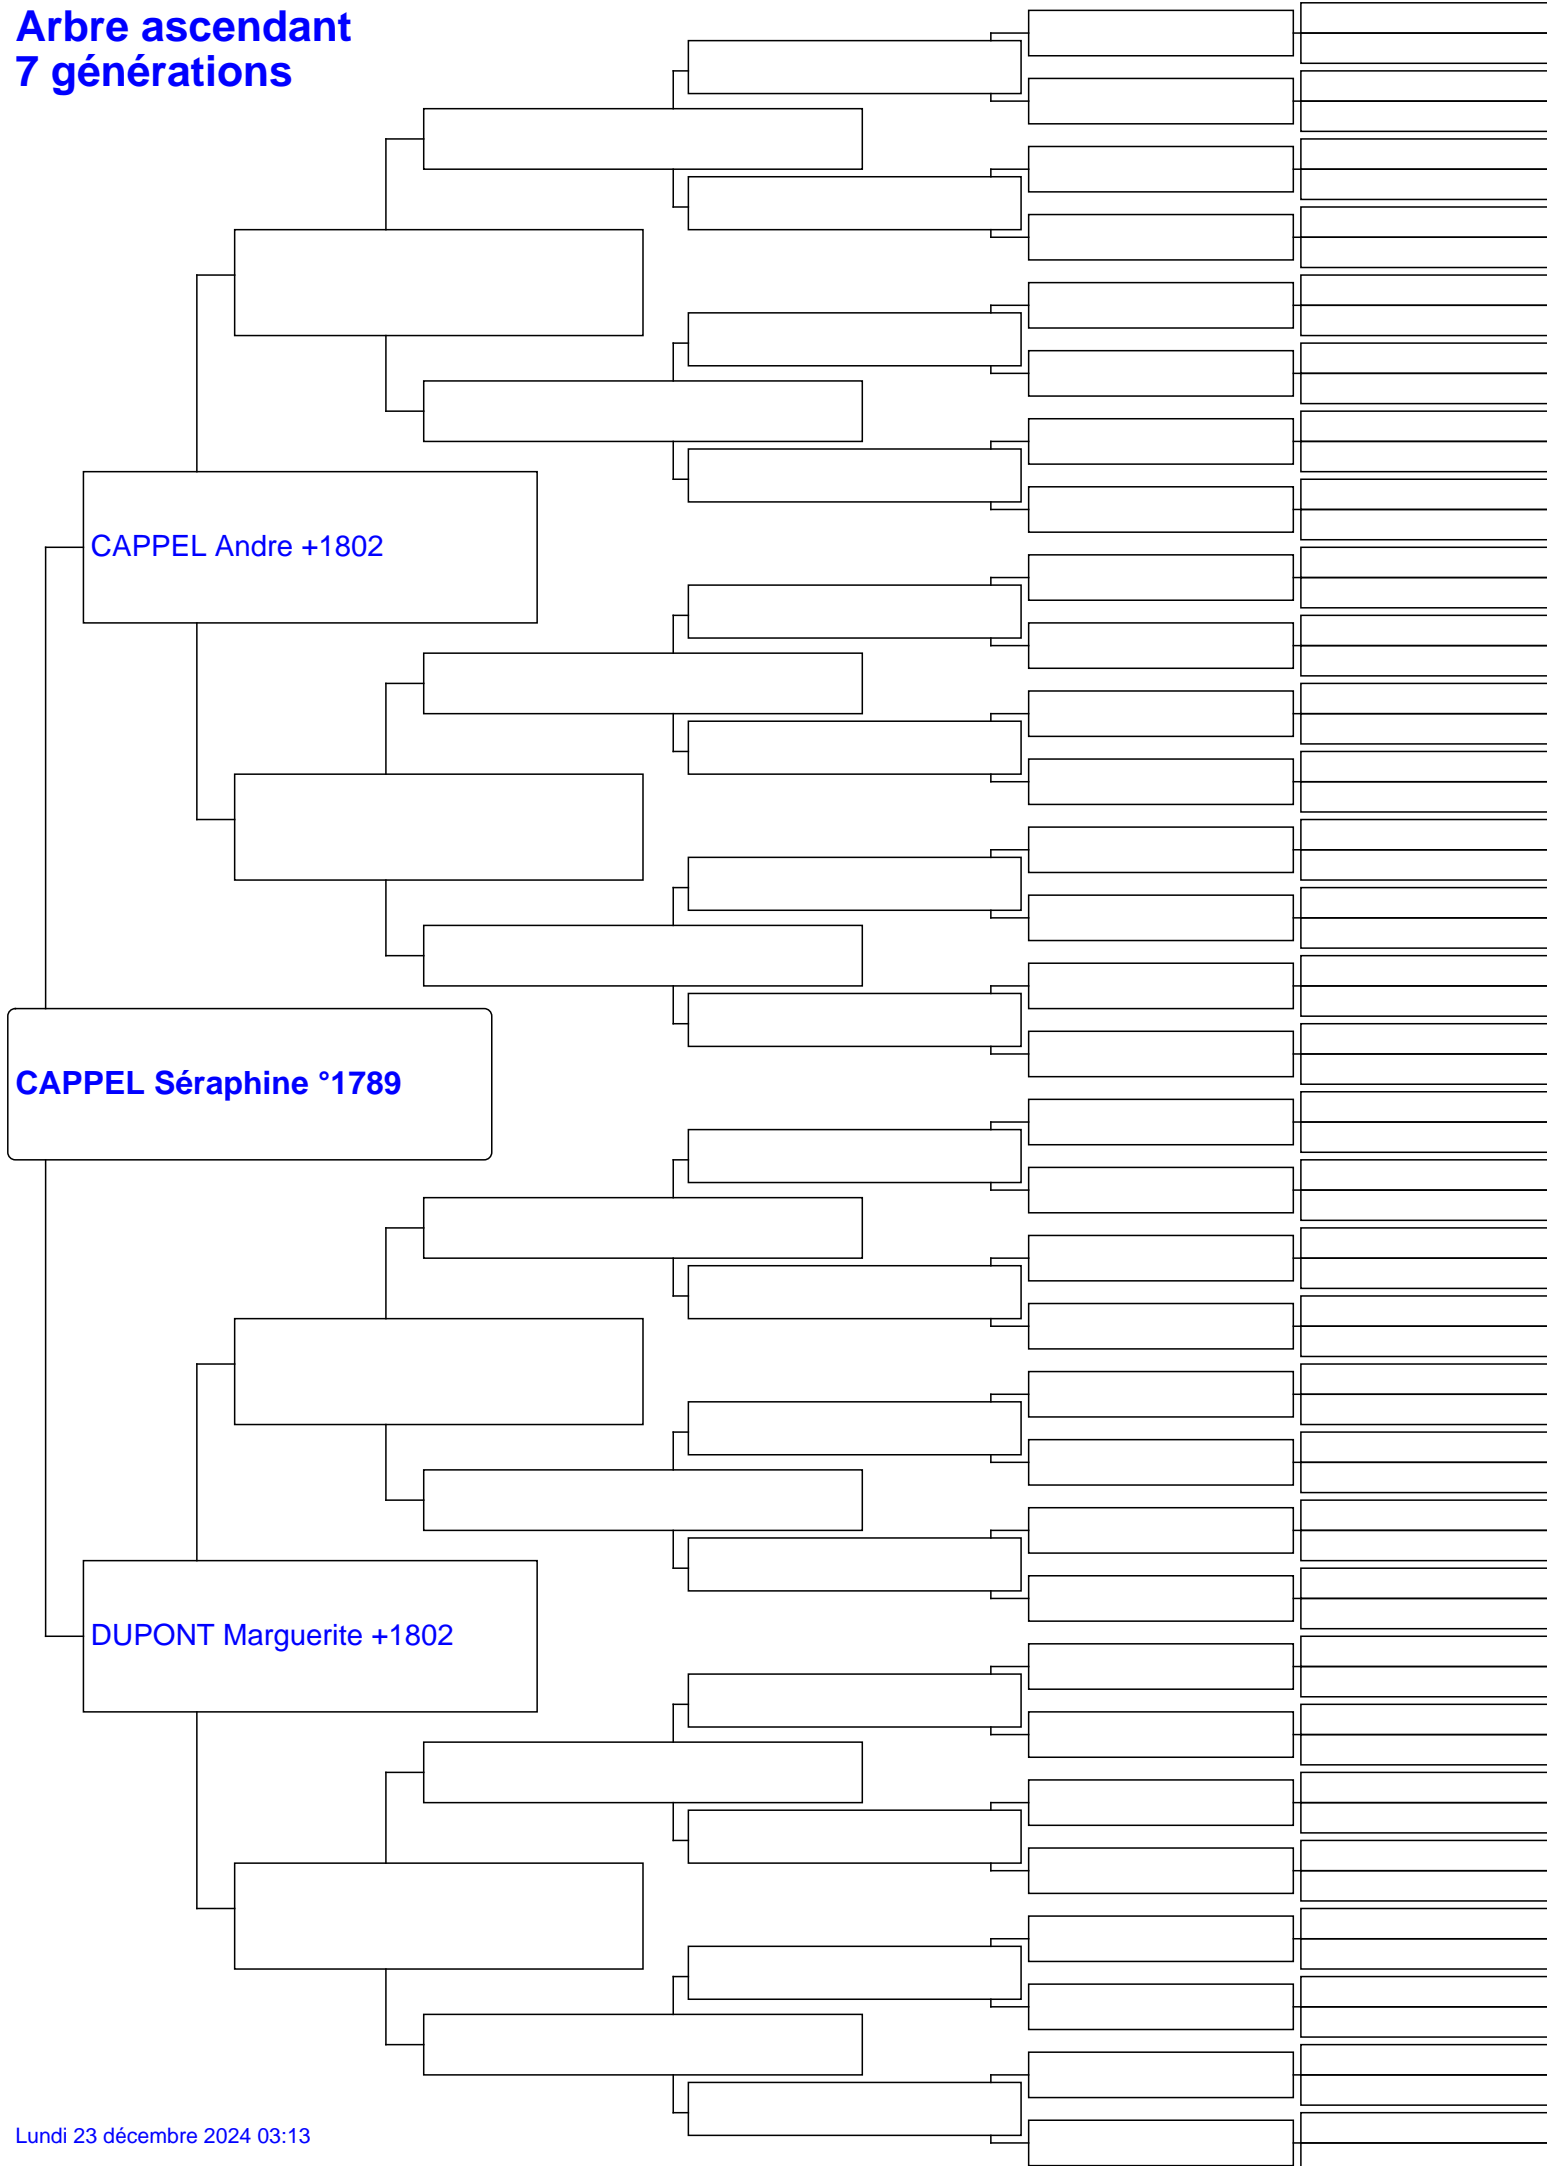 Arbre ascendant
7 générations
CAPPEL Andre +1802
CAPPEL Séraphine °1789
DUPONT Marguerite +1802
Lundi 23 décembre 2024 03:13